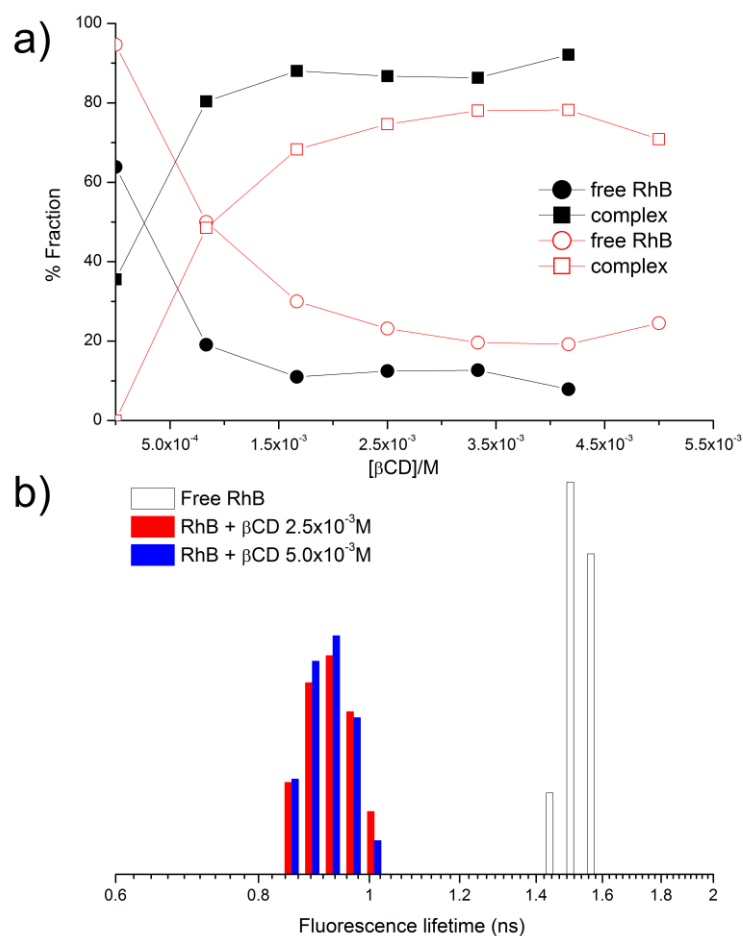 a)
100
80
60
40
20
0
% Fraction
free RhB
complex
free RhB
complex
5.0x10⁻⁴ 1.5x10⁻³ 2.5x10⁻³ 3.5x10⁻³ 4.5x10⁻³ 5.5x10⁻³
[βCD]/M
b)
Free RhB
RhB + βCD 2.5x10⁻³M
RhB + βCD 5.0x10⁻³M
0.6 0.8 1 1.2 1.4 1.6 1.8 2
Fluorescence lifetime (ns)